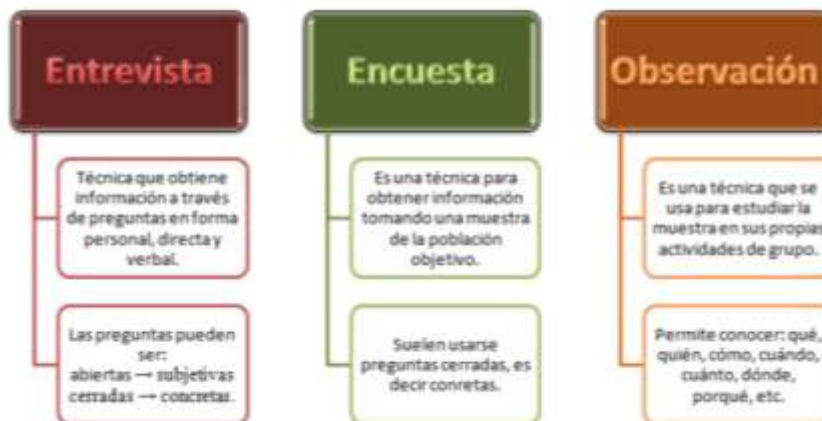 Entrevista
Técnica que obtiene
información a través
de preguntas en forma
personal, directa y
verbal.
Las preguntas pueden
ser:
abiertas → subjetivas
cerradas → concretas.
Encuesta
Es una técnica para
obtener información
tomando una muestra
de la población
objetivo.
Suelen usarse
preguntas cerradas, es
decir conretas.
Observación
Es una técnica que se
usa para estudiar la
muestra en sus propias
actividades de grupo.
Permite conocer: qué,
quién, cómo, cuándo,
cuánto, dónde,
porqué, etc.